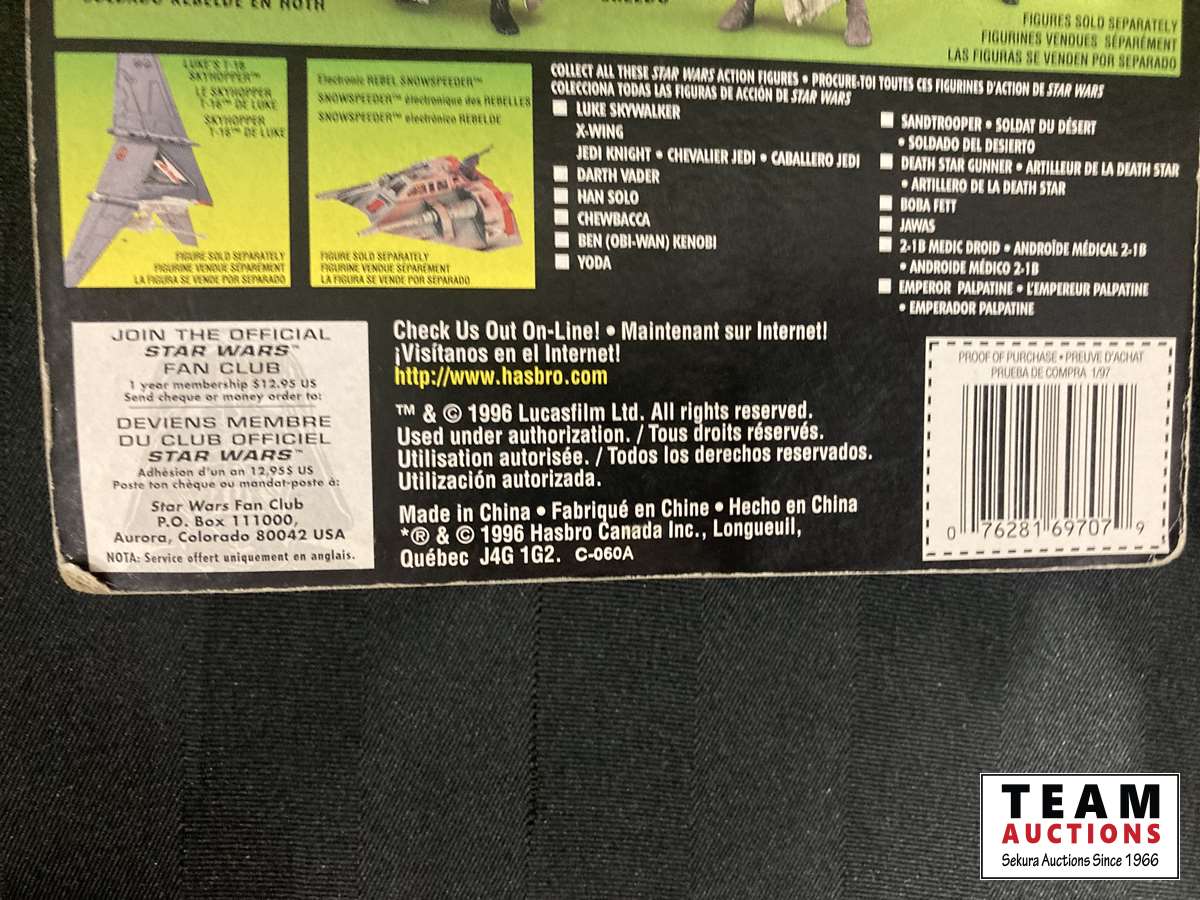 SOLDADO REBELDE EN HOTH
GREEDO
FIGURES SOLD SEPARATELY
FIGURINES VENDUES SÉPARÉMENT
LAS FIGURAS SE VENDEN POR SEPARADO
LUKE'S T-16
SKYHOPPER™
LE SKYHOPPER
T-16™ DE LUKE
SKYHOPPER
T-16™ DE LUKE
FIGURE SOLD SEPARATELY
FIGURINE VENDUE SÉPARÉMENT
LA FIGURA SE VENDE POR SEPARADO
Electronic REBEL SNOWSPEEDER™
SNOWSPEEDER™ électronique des REBELLES
SNOWSPEEDER™ electrónico REBELDE
FIGURE SOLD SEPARATELY
FIGURINE VENDUE SÉPARÉMENT
LA FIGURA SE VENDE POR SEPARADO
COLLECT ALL THESE STAR WARS ACTION FIGURES • PROCURE-TOI TOUTES CES FIGURINES D'ACTION DE STAR WARS
COLECCIONA TODAS LAS FIGURAS DE ACCIÓN DE STAR WARS
LUKE SKYWALKER
X-WING
JEDI KNIGHT • CHEVALIER JEDI • CABALLERO JEDI
DARTH VADER
HAN SOLO
CHEWBACCA
BEN (OBI-WAN) KENOBI
YODA
SANDTROOPER • SOLDAT DU DÉSERT
• SOLDADO DEL DESIERTO
DEATH STAR GUNNER • ARTILLEUR DE LA DEATH STAR
• ARTILLERO DE LA DEATH STAR
BOBA FETT
JAWAS
2-1B MEDIC DROID • ANDROÏDE MÉDICAL 2-1B
• ANDROIDE MÉDICO 2-1B
EMPEROR PALPATINE • L'EMPEREUR PALPATINE
• EMPERADOR PALPATINE
JOIN THE OFFICIAL
STAR WARS™
FAN CLUB
1 year membership $12.95 US
Send cheque or money order to:
DEVIENS MEMBRE
DU CLUB OFFICIEL
STAR WARS™
Adhésion d'un an 12,95$ US
Poste ton chèque ou mandat-poste à:
Star Wars Fan Club
P.O. Box 111000,
Aurora, Colorado 80042 USA
NOTA: Service offert uniquement en anglais.
Check Us Out On-Line! • Maintenant sur Internet!
¡Visítanos en el Internet!
http://www.hasbro.com
™ & © 1996 Lucasfilm Ltd. All rights reserved.
Used under authorization. / Tous droits réservés.
Utilisation autorisée. / Todos los derechos reservados.
Utilización autorizada.
Made in China • Fabriqué en Chine • Hecho en China
*® & © 1996 Hasbro Canada Inc., Longueuil,
Québec J4G 1G2. C-060A
PROOF OF PURCHASE • PREUVE D'ACHAT
PRUEBA DE COMPRA 1/97
0 76281 69707 9
TEAM
AUCTIONS
Sekura Auctions Since 1966